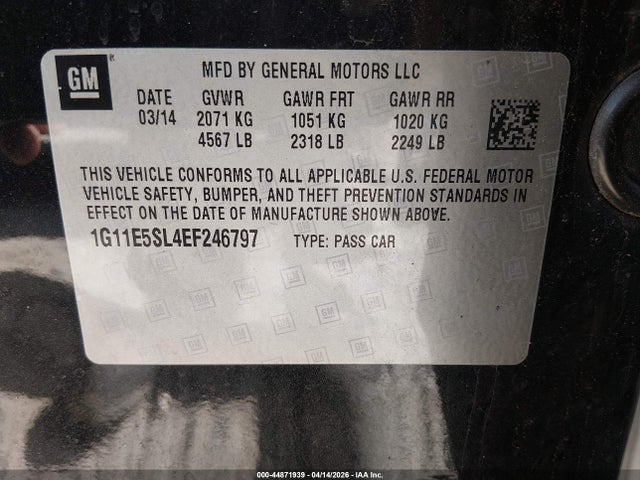 GM
MFD BY GENERAL MOTORS LLC
DATE GVWR GAWR FRT GAWR RR
03/14 2071 KG 1051 KG 1020 KG
4567 LB 2318 LB 2249 LB
THIS VEHICLE CONFORMS TO ALL APPLICABLE U.S. FEDERAL MOTOR
VEHICLE SAFETY, BUMPER, AND THEFT PREVENTION STANDARDS IN
EFFECT ON THE DATE OF MANUFACTURE SHOWN ABOVE.
1G11E5SL4EF246797 TYPE: PASS CAR
000-44871939 | 04/14/2026 | IAA Inc.